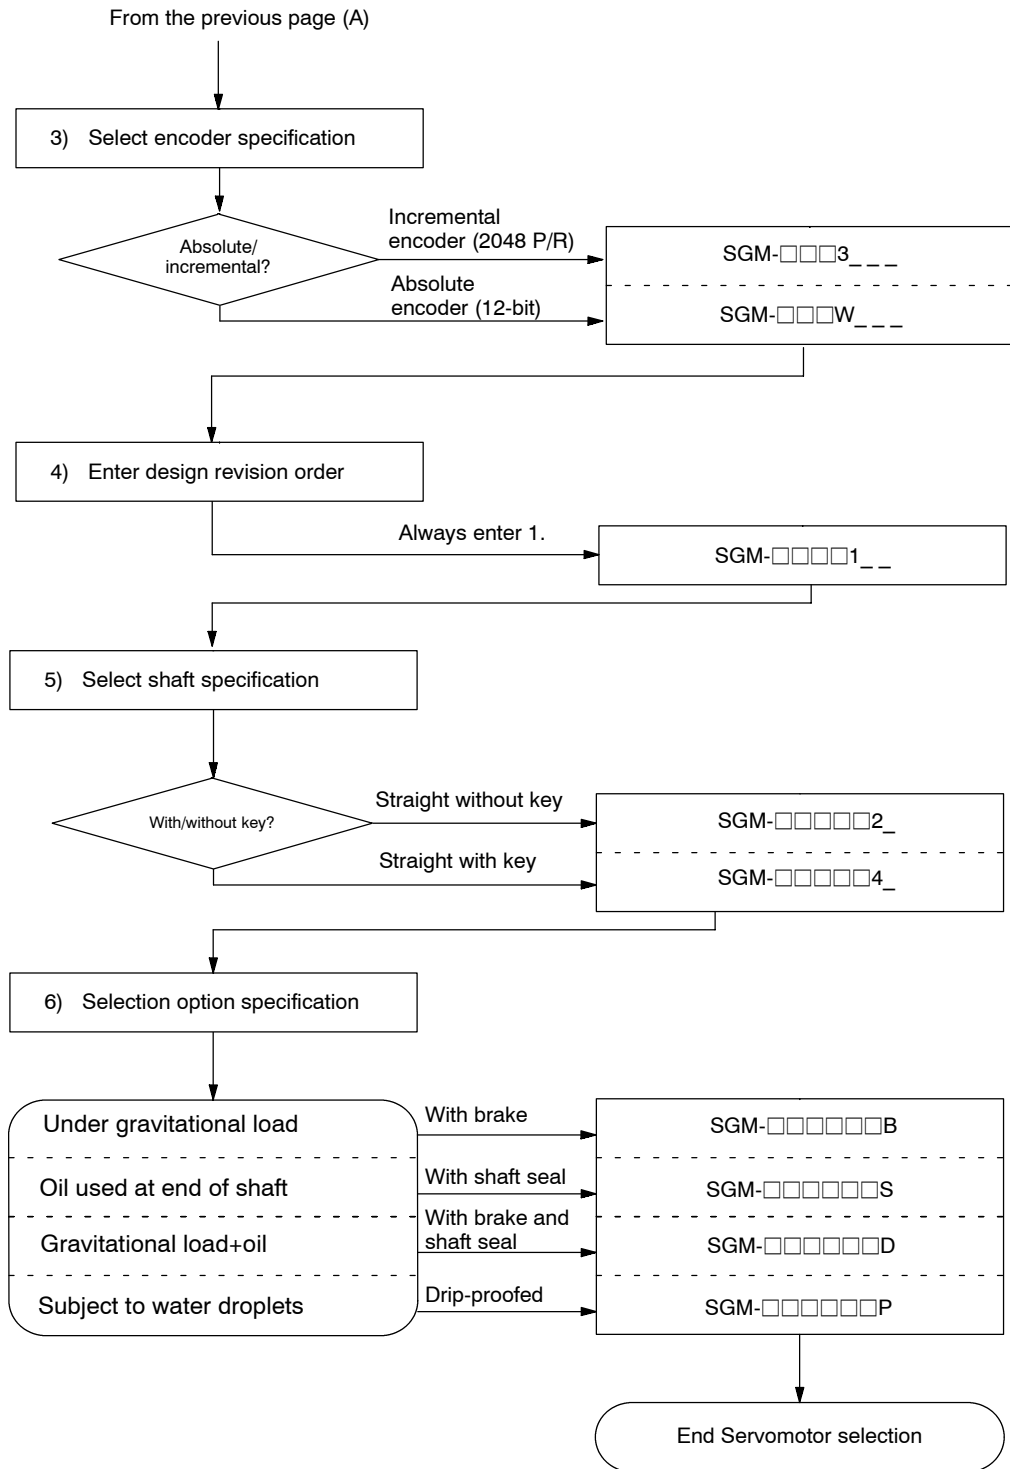 From the previous page (A)
3) Select encoder specification
Absolute/
incremental?
Incremental
encoder (2048 P/R)
Absolute
encoder (12-bit)
SGM-□□□3_ _ _
SGM-□□□W_ _ _
4) Enter design revision order
Always enter 1.
SGM-□□□□1_ _
5) Select shaft specification
With/without key?
Straight without key
Straight with key
SGM-□□□□□2_
SGM-□□□□□4_
6) Selection option specification
Under gravitational load
With brake
SGM-□□□□□□B
Oil used at end of shaft
With shaft seal
SGM-□□□□□□S
Gravitational load+oil
With brake and
shaft seal
SGM-□□□□□□D
Subject to water droplets
Drip-proofed
SGM-□□□□□□P
End Servomotor selection